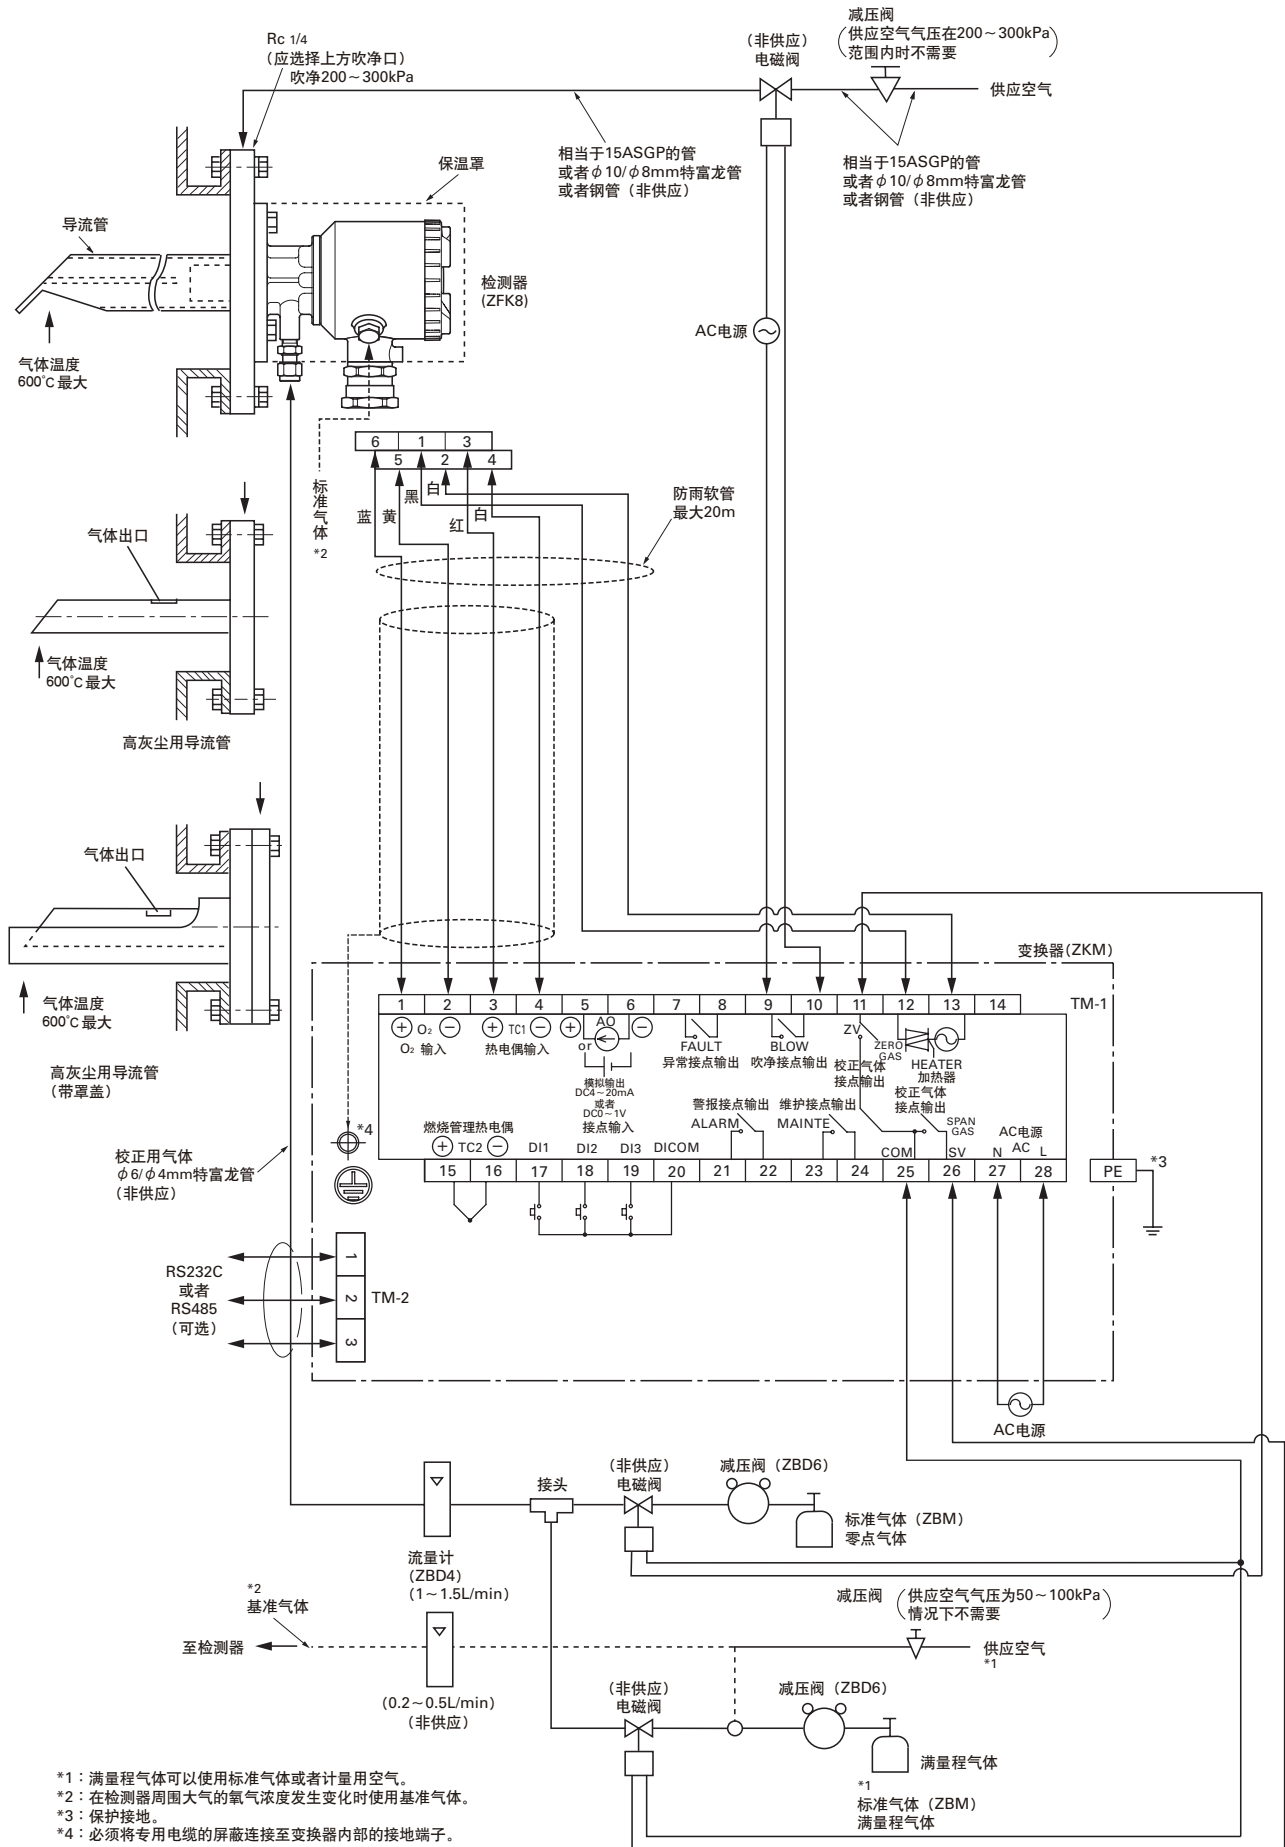 Rc 1/4
(应选择上方吹净口)
吹净200～300kPa
(非供应)
电磁阀
减压阀
(供应空气气压在200～300kPa
范围内时不需要)
供应空气
相当于15ASGP的管
或者φ10/φ8mm特富龙管
或者钢管（非供应）
相当于15ASGP的管
或者φ10/φ8mm特富龙管
或者钢管（非供应）
保温罩
导流管
检测器
(ZFK8)
AC电源
气体温度
600°C 最大
6 1 3
5 2 4
标准气体
*2
蓝 黄 黑 白 红 白
防雨软管
最大20m
气体出口
气体温度
600°C 最大
高灰尘用导流管
气体出口
气体温度
600°C 最大
高灰尘用导流管
(带罩盖)
变换器(ZKM)
1 2 3 4 5 6 7 8 9 10 11 12 13 14
TM-1
+ O₂ −
O₂ 输入
+ TC1 −
热电偶输入
+ AO −
or
模拟输出
DC4～20mA
或者
DC0～1V
接点输入
FAULT
异常接点输出
BLOW
吹净接点输出
ZV
ZERO
GAS
校正气体
接点输出
HEATER
加热器
校正气体
接点输出
SPAN
GAS
警报接点输出
ALARM
维护接点输出
MAINTE
COM
SV
AC电源
AC
N L
燃烧管理热电偶
+ TC2 −
DI1 DI2 DI3 DICOM
15 16 17 18 19 20 21 22 23 24 25 26 27 28
PE
*3
*4
校正用气体
φ6/φ4mm特富龙管
(非供应)
RS232C
或者
RS485
(可选)
1
2
3
TM-2
AC电源
接头
(非供应)
电磁阀
减压阀（ZBD6）
标准气体（ZBM）
零点气体
流量计
(ZBD4)
(1～1.5L/min)
*2
基准气体
至检测器
减压阀
(供应空气气压为50～100kPa
情况下不需要)
供应空气
*1
(0.2～0.5L/min)
(非供应)
(非供应)
电磁阀
减压阀（ZBD6）
满量程气体
*1
标准气体（ZBM）
满量程气体
*1：满量程气体可以使用标准气体或者计量用空气。
*2：在检测器周围大气的氧气浓度发生变化时使用基准气体。
*3：保护接地。
*4：必须将专用电缆的屏蔽连接至变换器内部的接地端子。